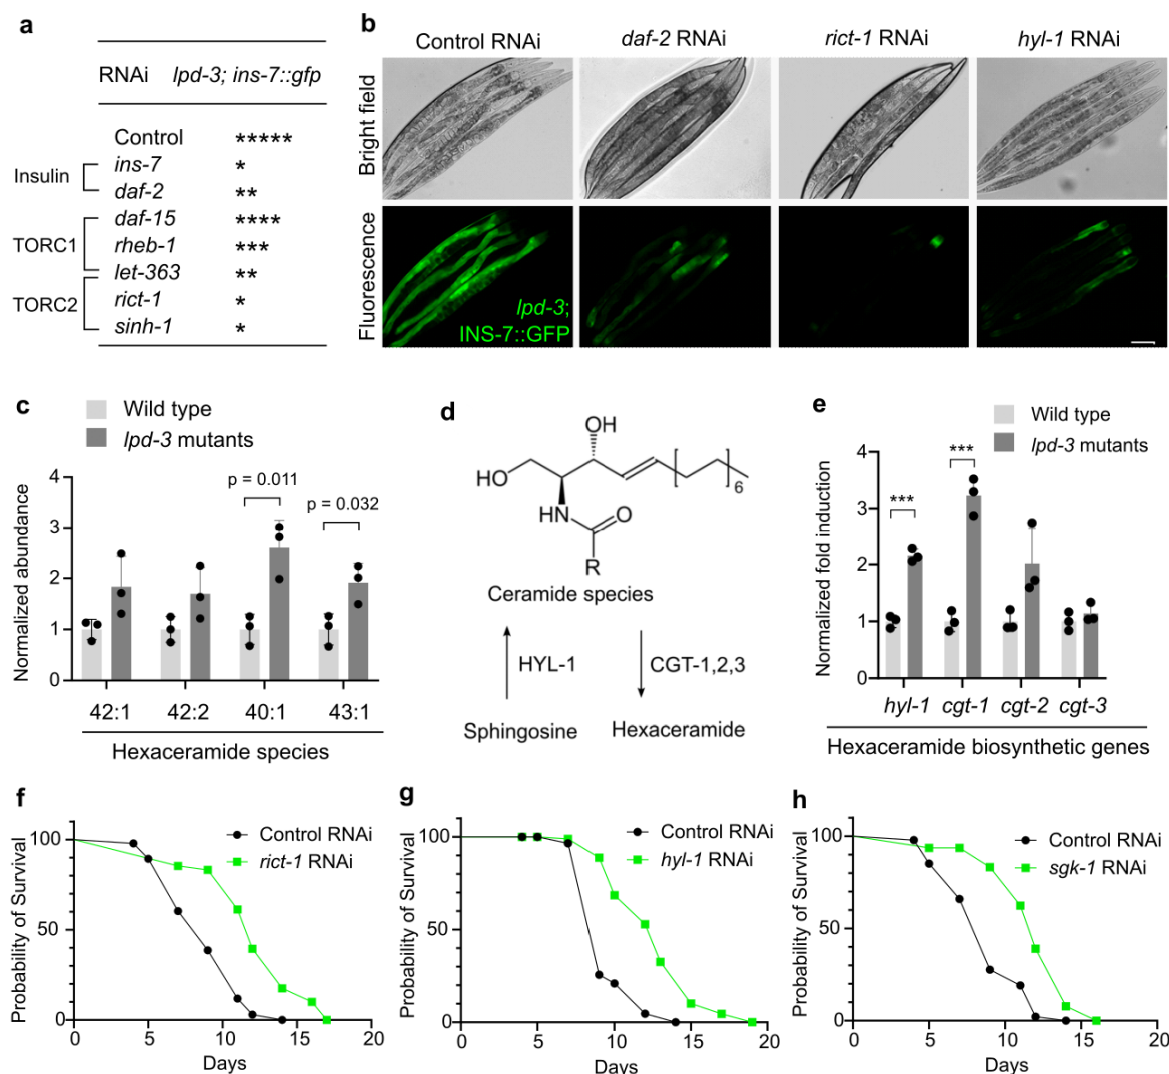 a
RNAi lpd-3; ins-7::gfp
Control *****
Insulin
ins-7 *
daf-2 **
TORC1
daf-15 ****
rheb-1 ***
let-363 **
TORC2
rict-1 *
sinh-1 *
b
Control RNAi daf-2 RNAi rict-1 RNAi hyl-1 RNAi
Bright field
Fluorescence
lpd-3;
INS-7::GFP
c
Wild type
lpd-3 mutants
Normalized abundance
4
3
2
1
0
p = 0.011
p = 0.032
42:1 42:2 40:1 43:1
Hexaceramide species
d
OH
HO
6
HN
O
R
Ceramide species
HYL-1 CGT-1,2,3
Sphingosine Hexaceramide
e
Wild type
lpd-3 mutants
Normalized fold induction
4
3
2
1
0
***
***
hyl-1 cgt-1 cgt-2 cgt-3
Hexaceramide biosynthetic genes
f
Control RNAi
rict-1 RNAi
Probability of Survival
100
50
0
0 5 10 15 20
Days
g
Control RNAi
hyl-1 RNAi
Probability of Survival
100
50
0
0 5 10 15 20
Days
h
Control RNAi
sgk-1 RNAi
Probability of Survival
100
50
0
0 5 10 15 20
Days